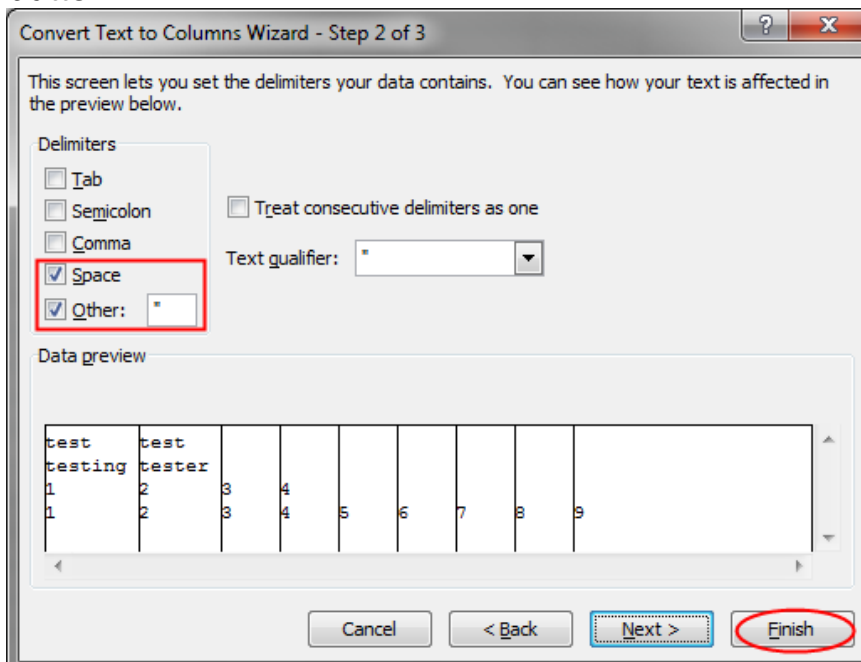 Convert Text to Columns Wizard - Step 2 of 3
?
X
This screen lets you set the delimiters your data contains. You can see how your text is affected in
the preview below.
Delimiters
Tab
Semicolon
Comma
Space
Other: "
Treat consecutive delimiters as one
Text qualifier: "
Data preview
test test
testing tester
1 2 3 4
1 2 3 4 5 6 7 8 9
Cancel < Back Next > Finish